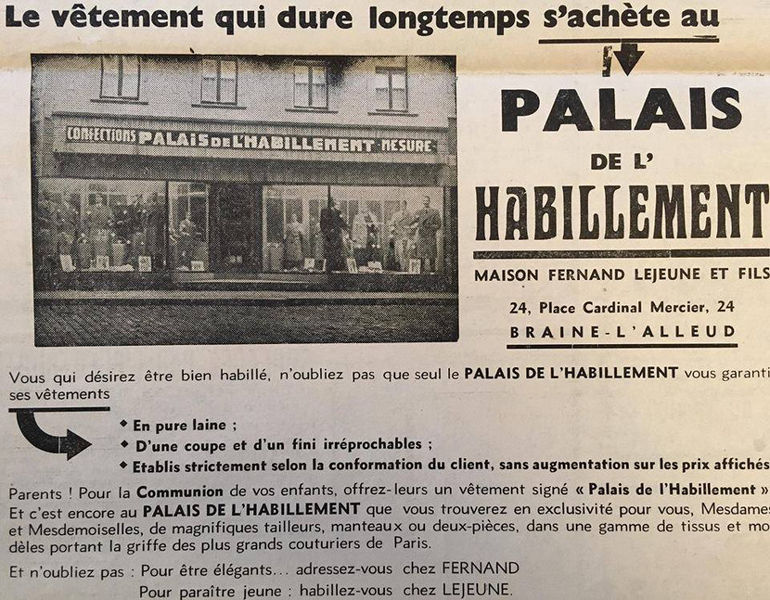 Le vêtement qui dure longtemps s'achète au
PALAIS
DE L'
HABILLEMENT
MAISON FERNAND LEJEUNE ET FILS
24, Place Cardinal Mercier, 24
BRAINE-L'ALLEUD
CONFECTIONS PALAIS DE L'HABILLEMENT - MESURE
Vous qui désirez être bien habillé, n'oubliez pas que seul le PALAIS DE L'HABILLEMENT vous garanti
ses vêtements
* En pure laine ;
* D'une coupe et d'un fini irréprochables ;
* Etablis strictement selon la conformation du client, sans augmentation sur les prix affichés
Parents ! Pour la Communion de vos enfants, offrez-leurs un vêtement signé « Palais de l'Habillement »
Et c'est encore au PALAIS DE L'HABILLEMENT que vous trouverez en exclusivité pour vous, Mesdames
et Mesdemoiselles, de magnifiques tailleurs, manteaux ou deux-pièces, dans une gamme de tissus et mo
dèles portant la griffe des plus grands couturiers de Paris.
Et n'oubliez pas : Pour être élégants... adressez-vous chez FERNAND
Pour paraître jeune : habillez-vous chez LEJEUNE.